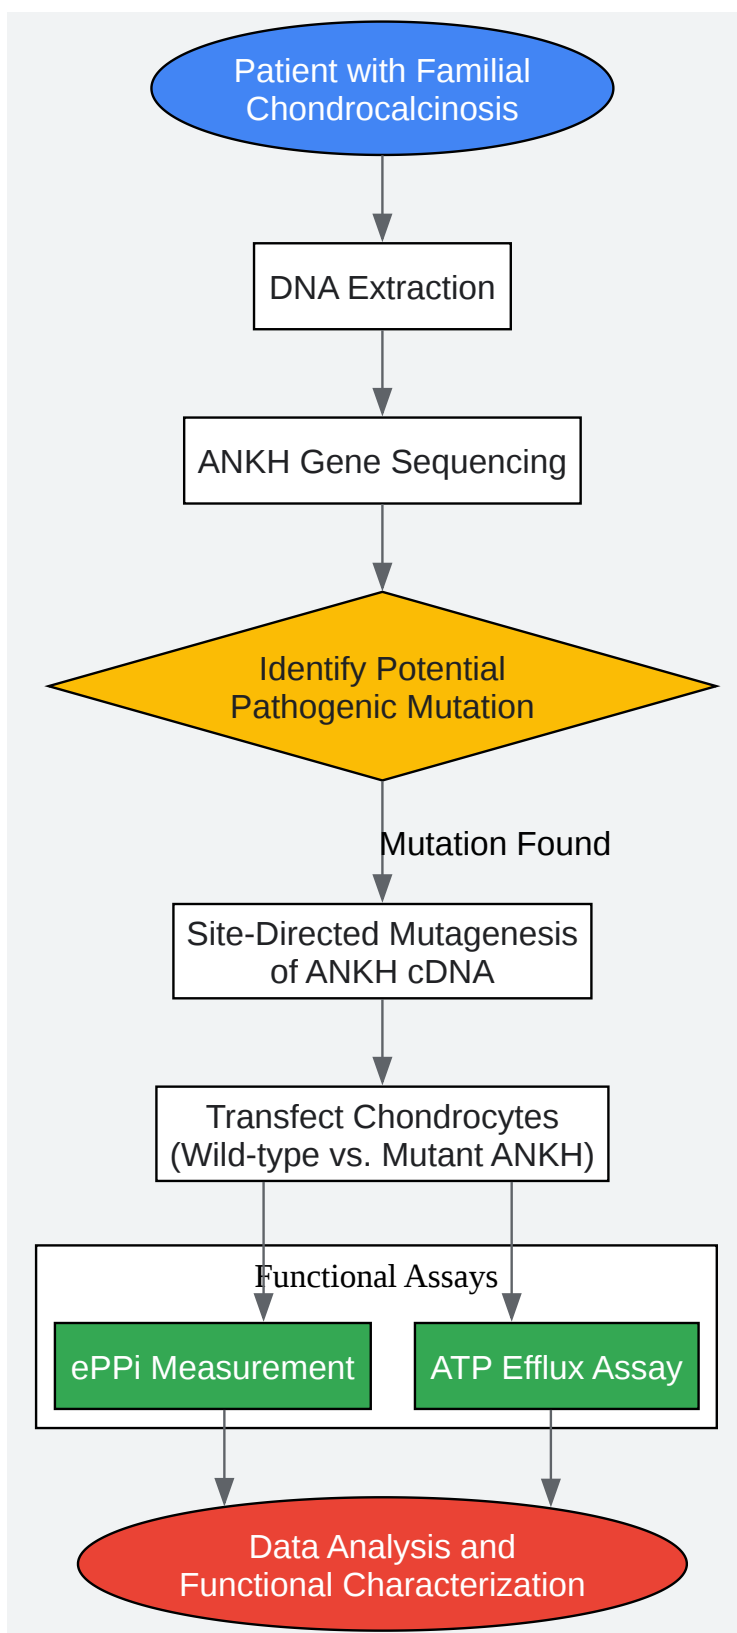 Patient with Familial
Chondrocalcinosis
DNA Extraction
ANKH Gene Sequencing
Identify Potential
Pathogenic Mutation
Mutation Found
Site-Directed Mutagenesis
of ANKH cDNA
Transfect Chondrocytes
(Wild-type vs. Mutant ANKH)
Functional Assays
ePPi Measurement
ATP Efflux Assay
Data Analysis and
Functional Characterization